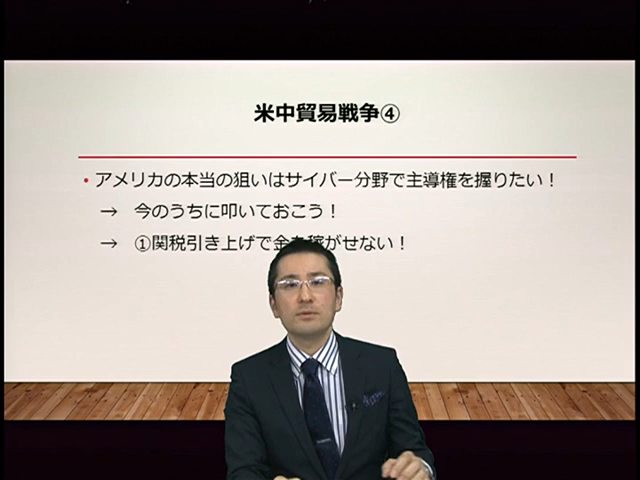 米中貿易戦争④
・アメリカの本当の狙いはサイバー分野で主導権を握りたい！
→ 今のうちに叩いておこう！
→ ①関税引き上げで金を稼がせない！